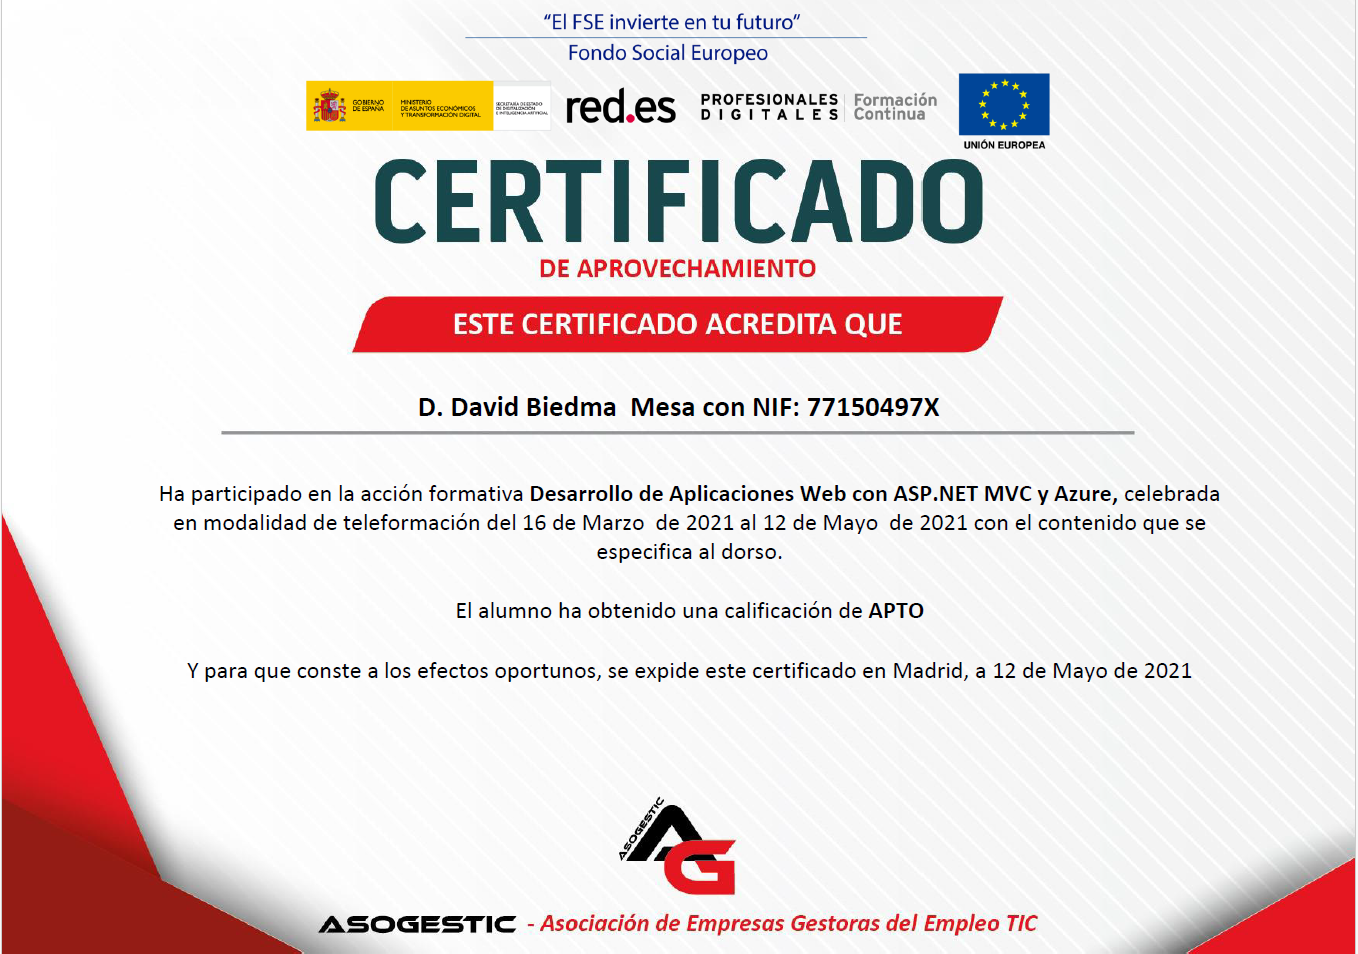 “El FSE invierte en tu futuro”
Fondo Social Europeo
GOBIERNO DE ESPAÑA
MINISTERIO DE ASUNTOS ECONÓMICOS Y TRANSFORMACIÓN DIGITAL
SECRETARÍA DE ESTADO DE DIGITALIZACIÓN E INTELIGENCIA ARTIFICIAL
red.es
PROFESIONALES DIGITALES
Formación Continua
UNIÓN EUROPEA
CERTIFICADO
DE APROVECHAMIENTO
ESTE CERTIFICADO ACREDITA QUE
D. David Biedma Mesa con NIF: 77150497X
Ha participado en la acción formativa Desarrollo de Aplicaciones Web con ASP.NET MVC y Azure, celebrada
en modalidad de teleformación del 16 de Marzo de 2021 al 12 de Mayo de 2021 con el contenido que se
especifica al dorso.
El alumno ha obtenido una calificación de APTO
Y para que conste a los efectos oportunos, se expide este certificado en Madrid, a 12 de Mayo de 2021
ASOGESTIC
AG
ASOGESTIC - Asociación de Empresas Gestoras del Empleo TIC